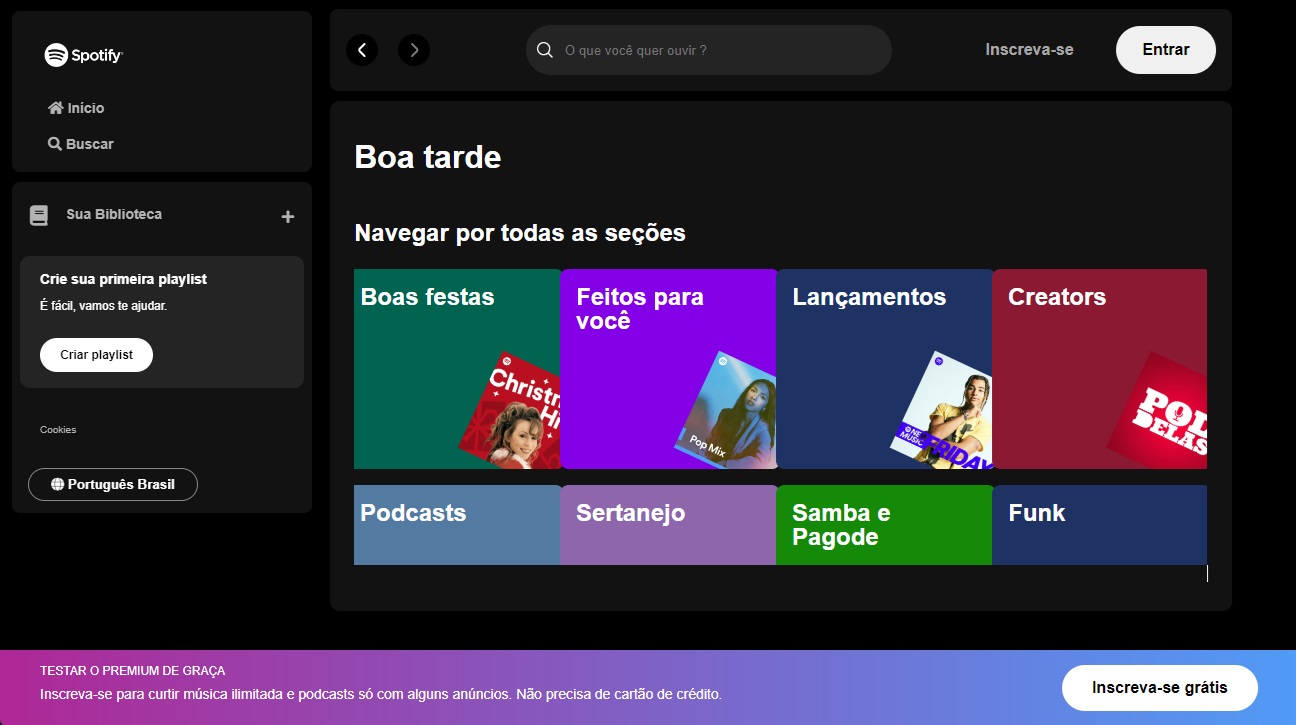 Spotify
Início
Buscar
Sua Biblioteca
Crie sua primeira playlist
É fácil, vamos te ajudar.
Criar playlist
Cookies
Português Brasil
O que você quer ouvir ?
Inscreva-se
Entrar
Boa tarde
Navegar por todas as seções
Boas festas
Christm
Hi
Feitos para
você
Pop Mix
Lançamentos
ONE
MUSIC
FRIDAY
Creators
POD
DELAS
Podcasts
Sertanejo
Samba e
Pagode
Funk
TESTAR O PREMIUM DE GRAÇA
Inscreva-se para curtir música ilimitada e podcasts só com alguns anúncios. Não precisa de cartão de crédito.
Inscreva-se grátis